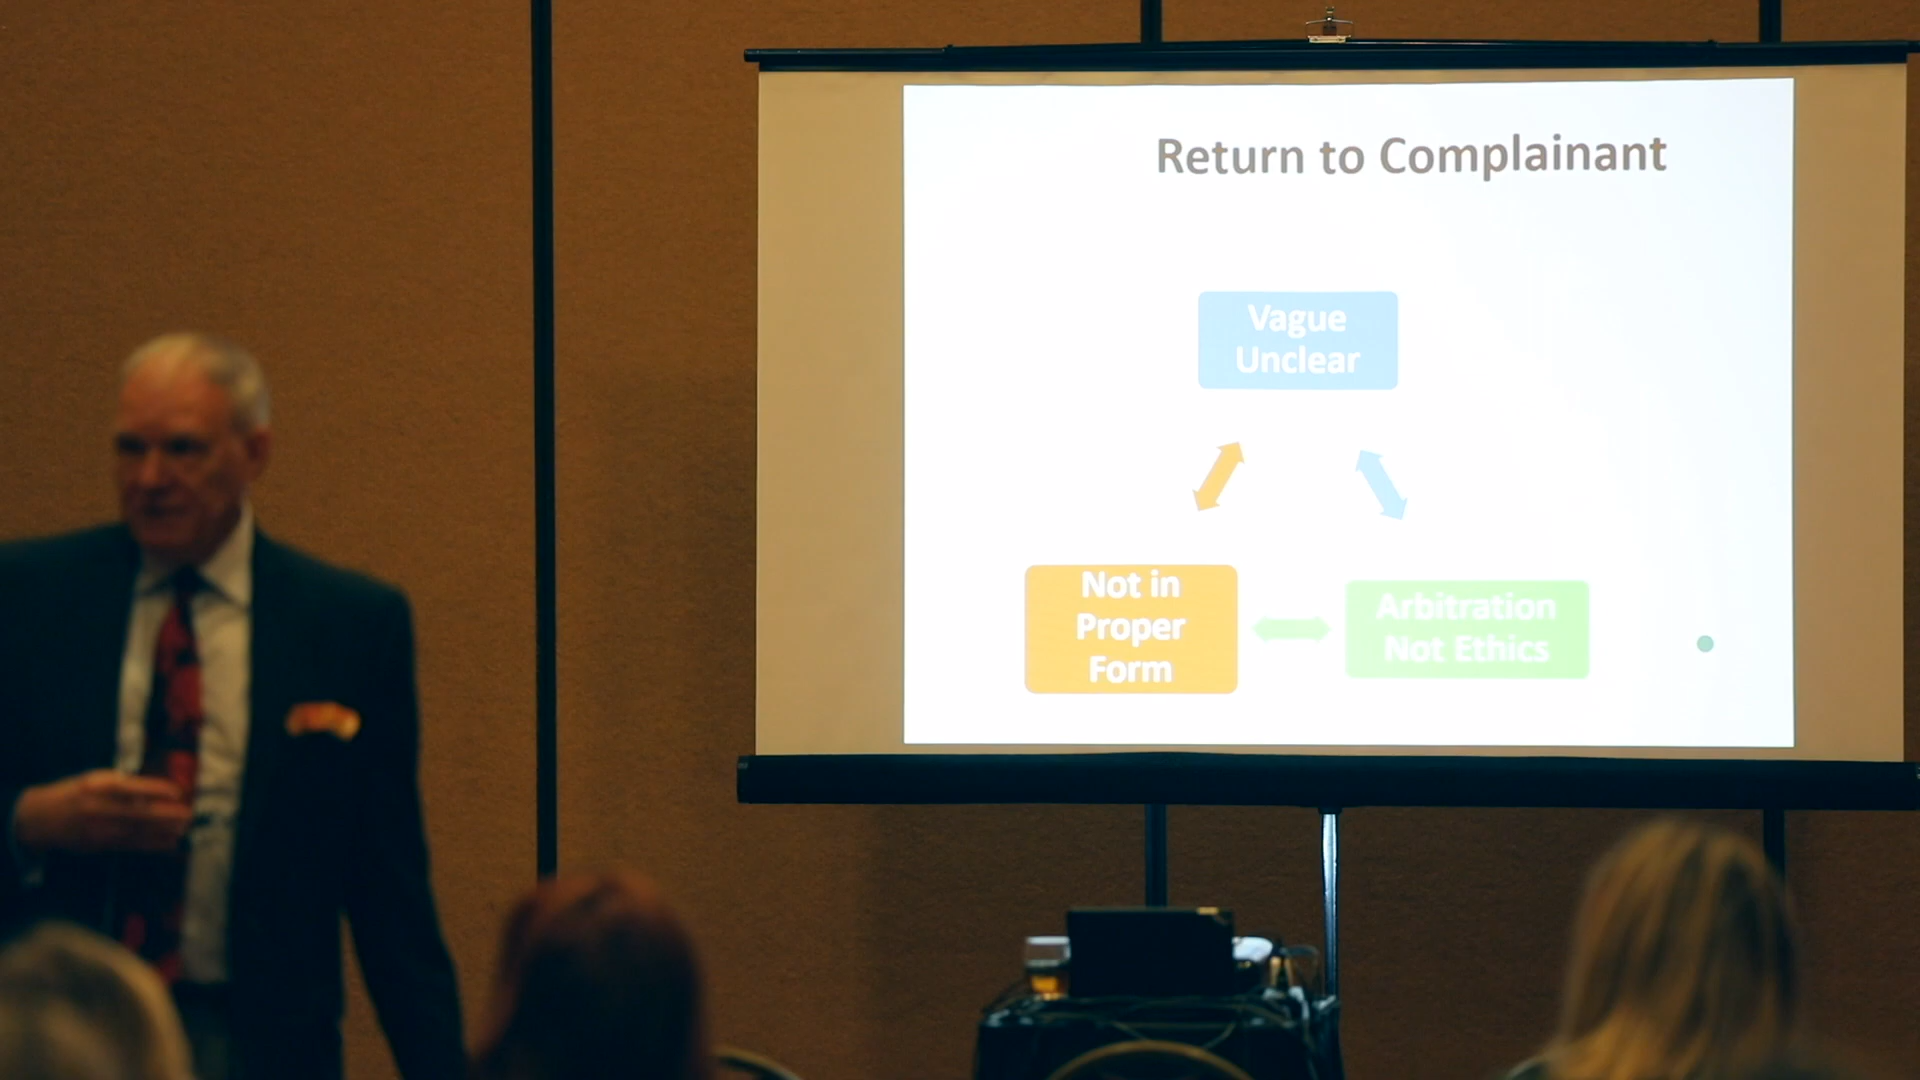 Return to Complainant
Vague
Unclear
Not in
Proper
Form
Arbitration
Not Ethics